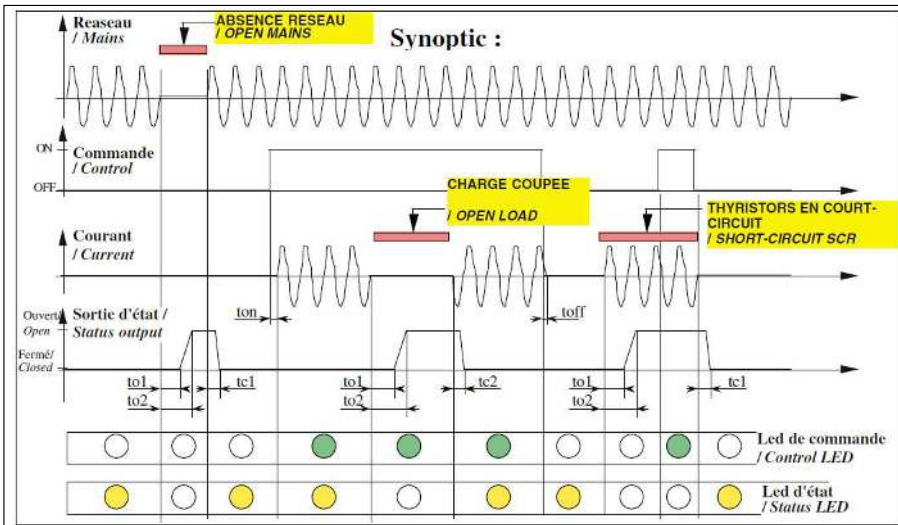 Reaseau
/ Mains
ABSENCE RESEAU
/ OPEN MAINS
Synoptic :
ON
Commande
/ Control
OFF
CHARGE COUPEE
/ OPEN LOAD
THYRISTORS EN COURT-
CIRCUIT
/ SHORT-CIRCUIT SCR
Courant
/ Current
ton
toff
Ouvert/
Open
Sortie d'état /
Status output
Fermé/
Closed
to1
tc1
to1
tc2
to1
tc1
to2
to2
to2
Led de commande
/ Control LED
Led d'état
/ Status LED